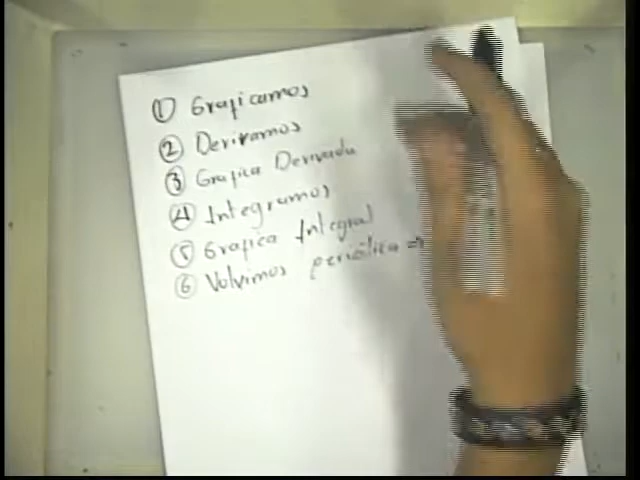 ① Graficamos
② Derivamos
③ Grafica Derivada
④ Integramos
⑤ Grafica Integral
⑥ Volvimos periódica ⇒